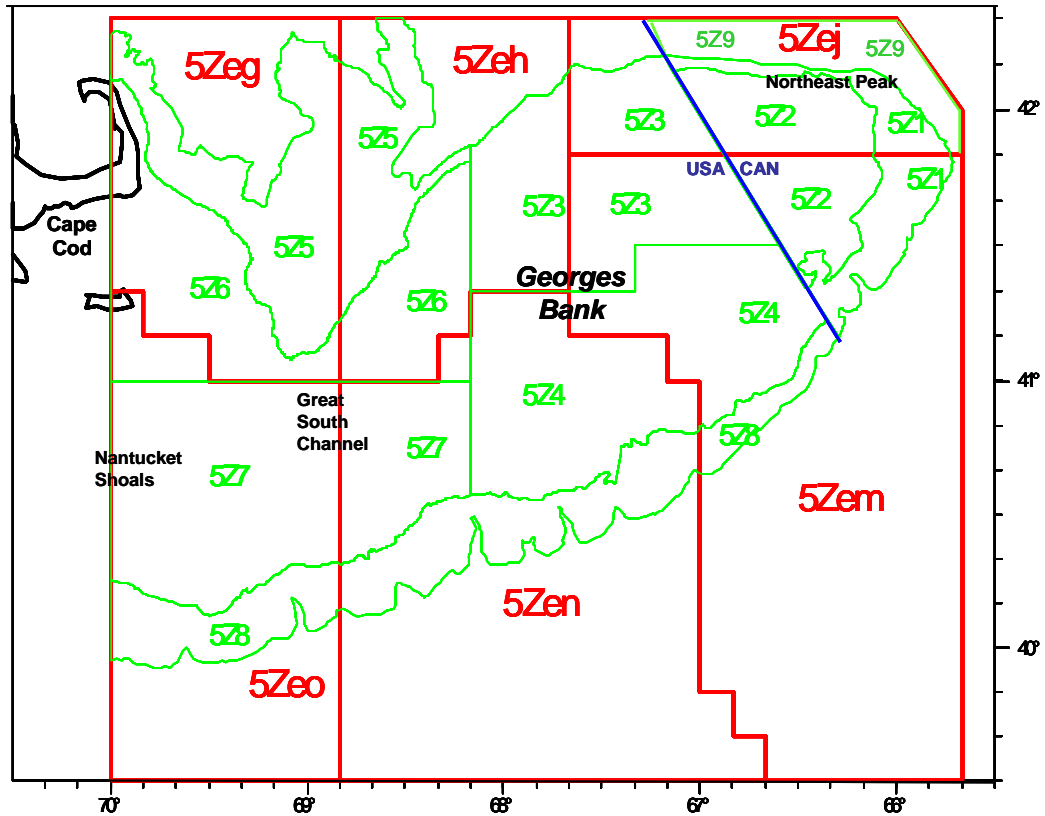 5Z9
5Zej
5Z9
5Zeg
5Zeh
Northeast Peak
42°
5Z5
5Z3
5Z2
5Z1
USA
CAN
5Z1
5Z3
5Z3
5Z2
Cape
Cod
5Z5
Georges
Bank
5Z6
5Z6
5Z4
41°
Great
South
Channel
5Z4
5Z7
5Z8
Nantucket
Shoals
5Z7
5Zem
5Zen
5Z8
40°
5Zeo
70°
69°
68°
67°
66°